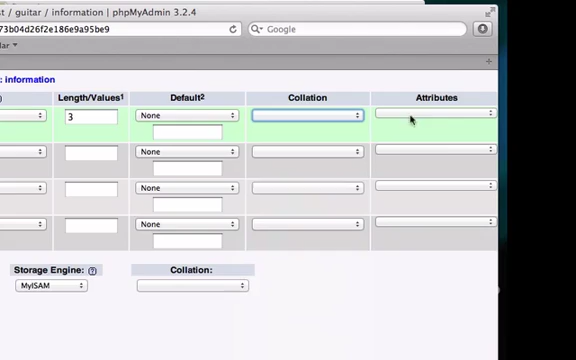 st / guitar / information | phpMyAdmin 3.2.4
73b04d26f2e186e9a95be9
Google
lar
: information
Length/Values1 Default2 Collation Attributes
3 None
None
None
None
Storage Engine: Collation:
MyISAM